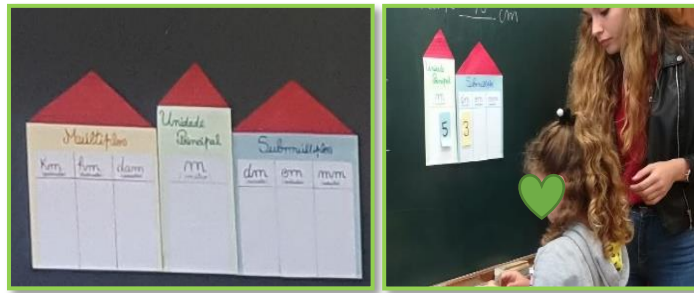 Múltiplos
Unidade
Principal
Submúltiplos
km hm dam
m
dm cm mm
cm
Unidade
Principal
Submúltiplos
m
dm cm mm
5 3